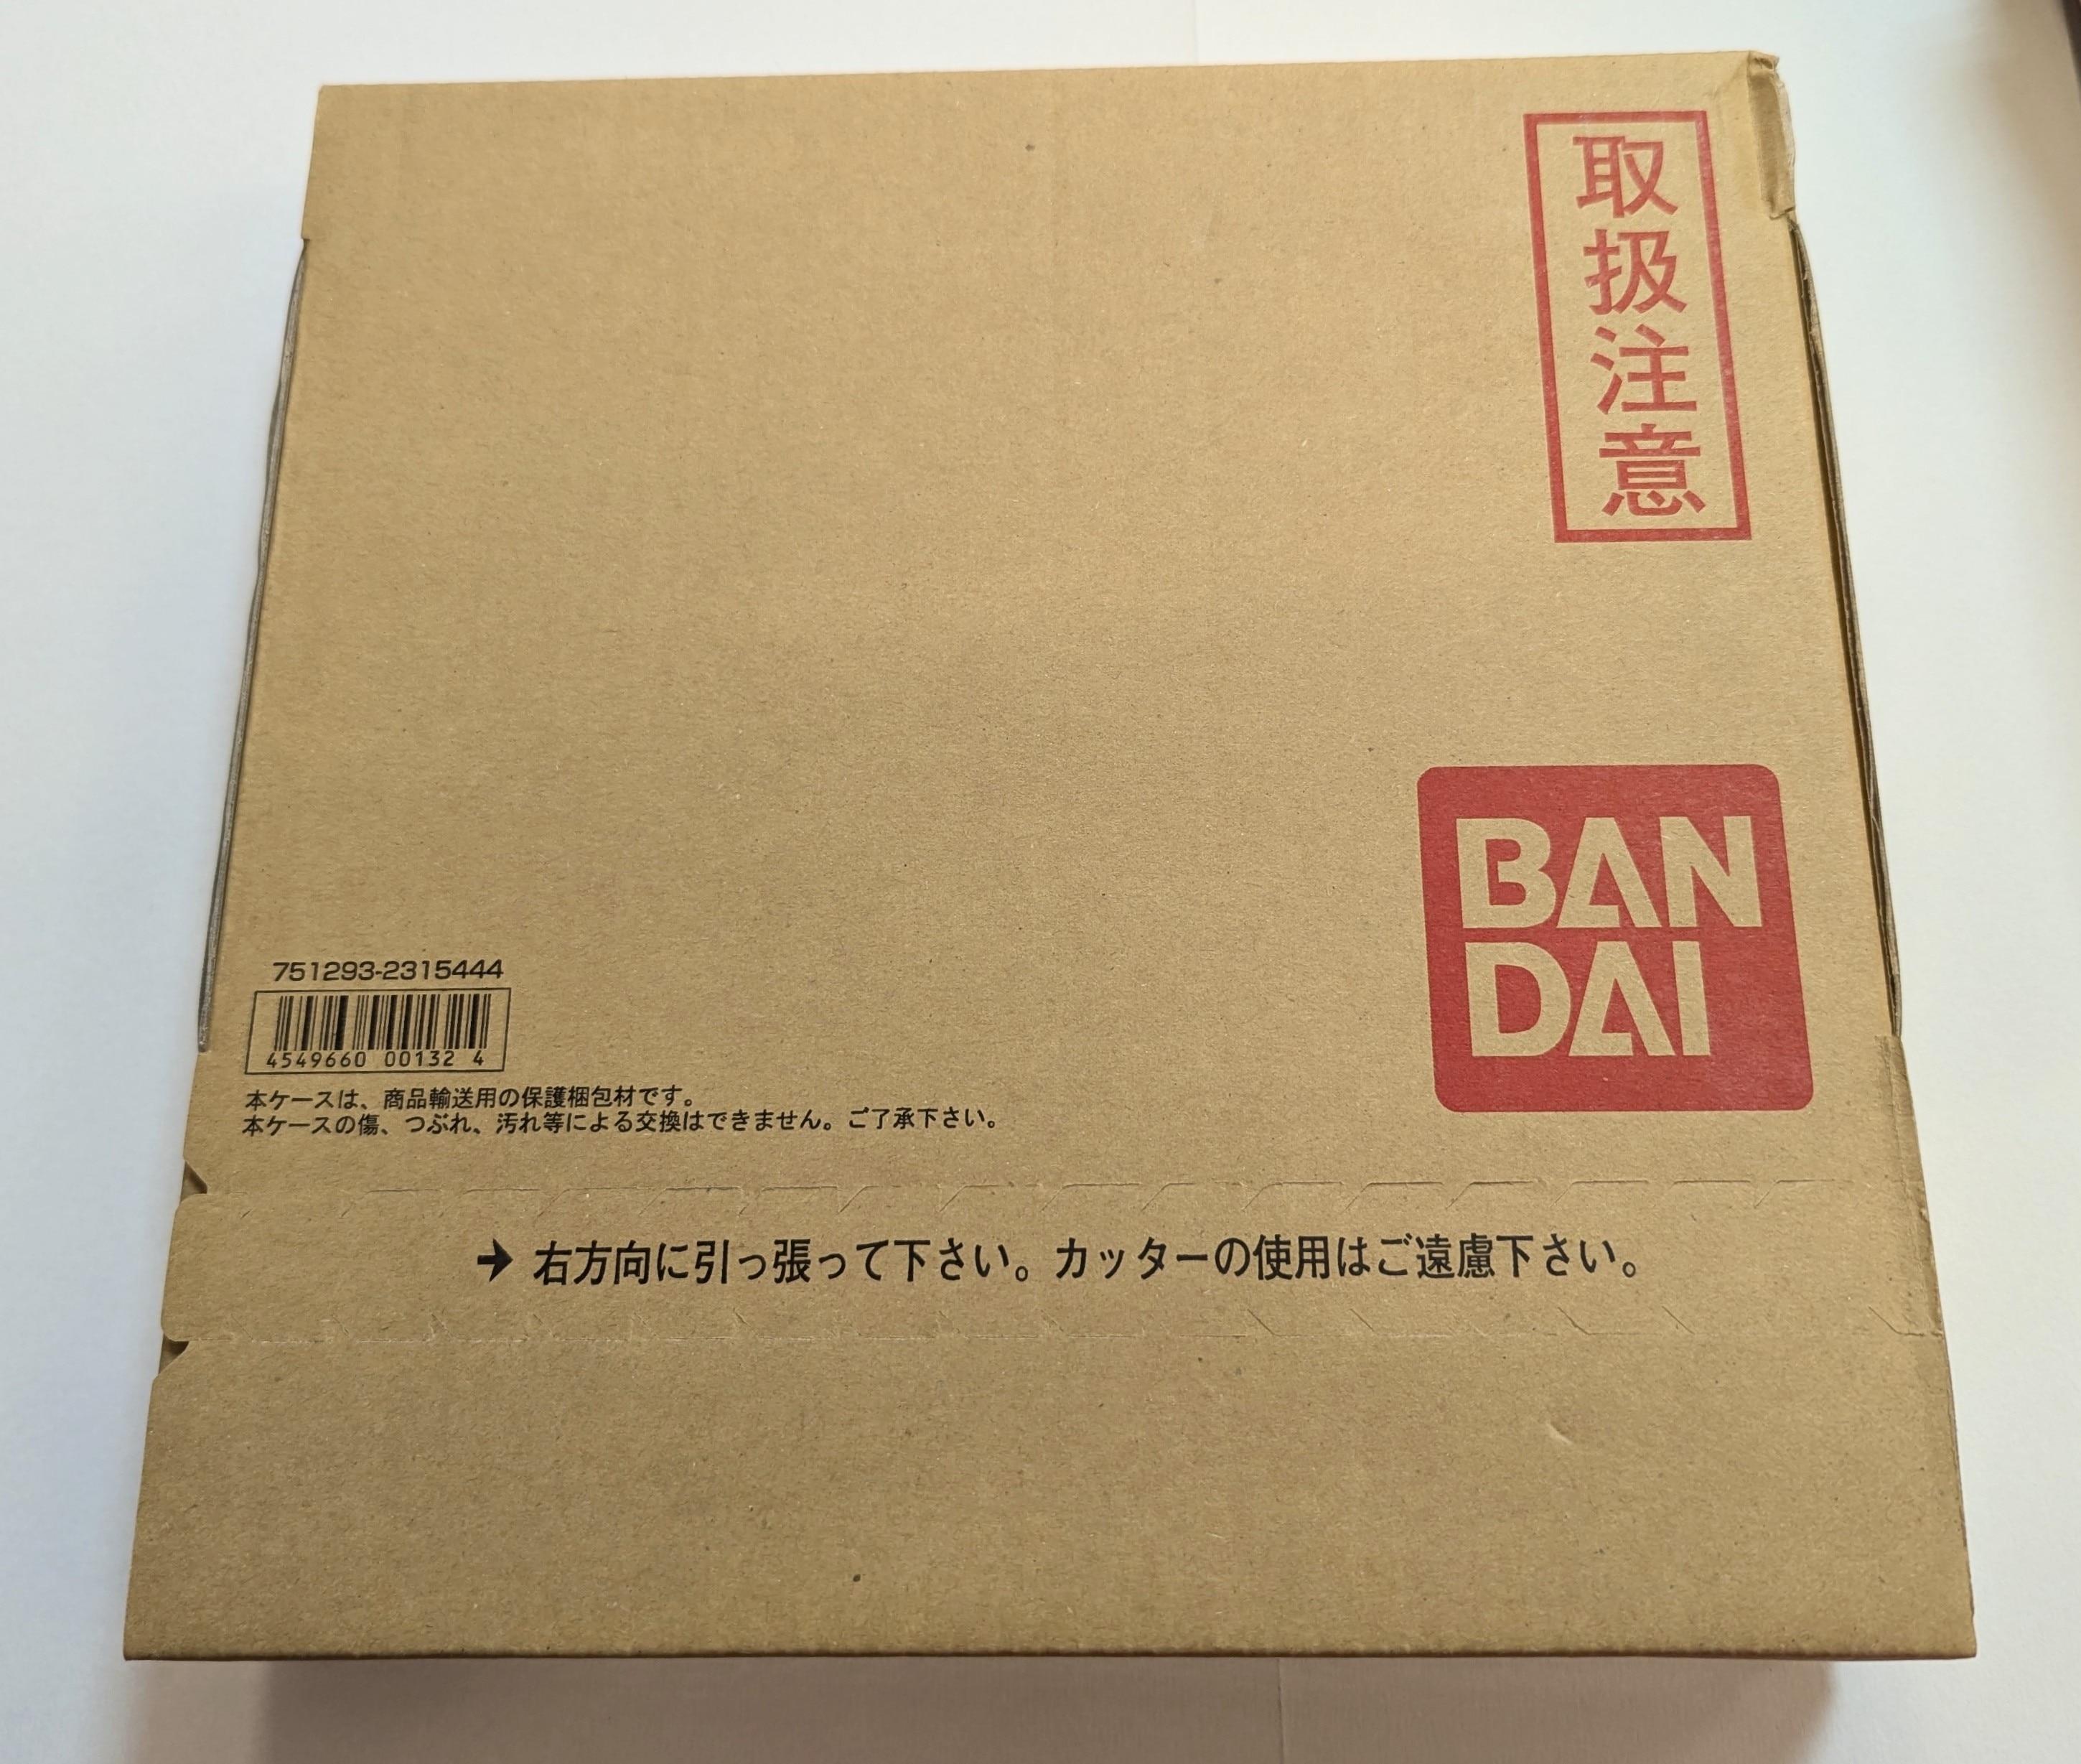 取扱注意
BAN
DAI
751293-2315444
4549660 00132 4
本ケースは、商品輸送用の保護梱包材です。
本ケースの傷、つぶれ、汚れ等による交換はできません。ご了承下さい。
➔ 右方向に引っ張って下さい。カッターの使用はご遠慮下さい。